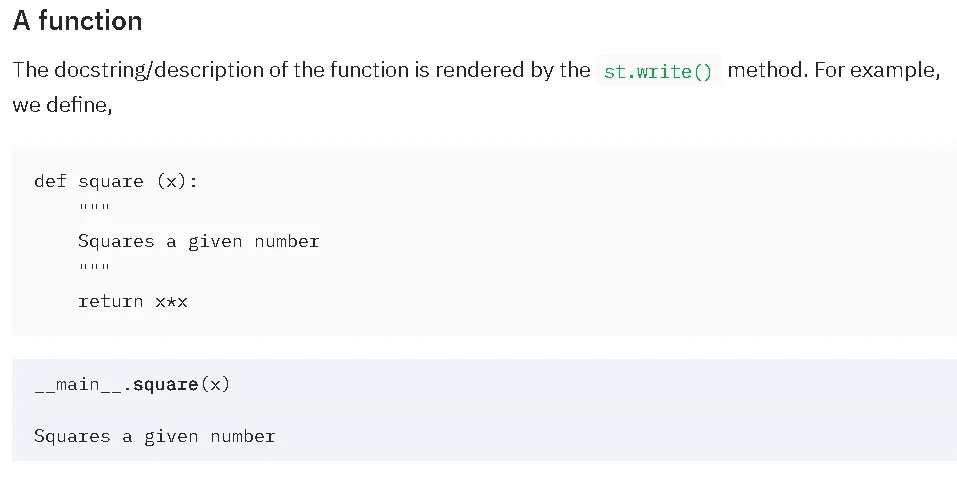 A function
The docstring/description of the function is rendered by the st.write() method. For example,
we define,
def square (x):
    """
    Squares a given number
    """
    return x*x
__main__.square(x)
Squares a given number